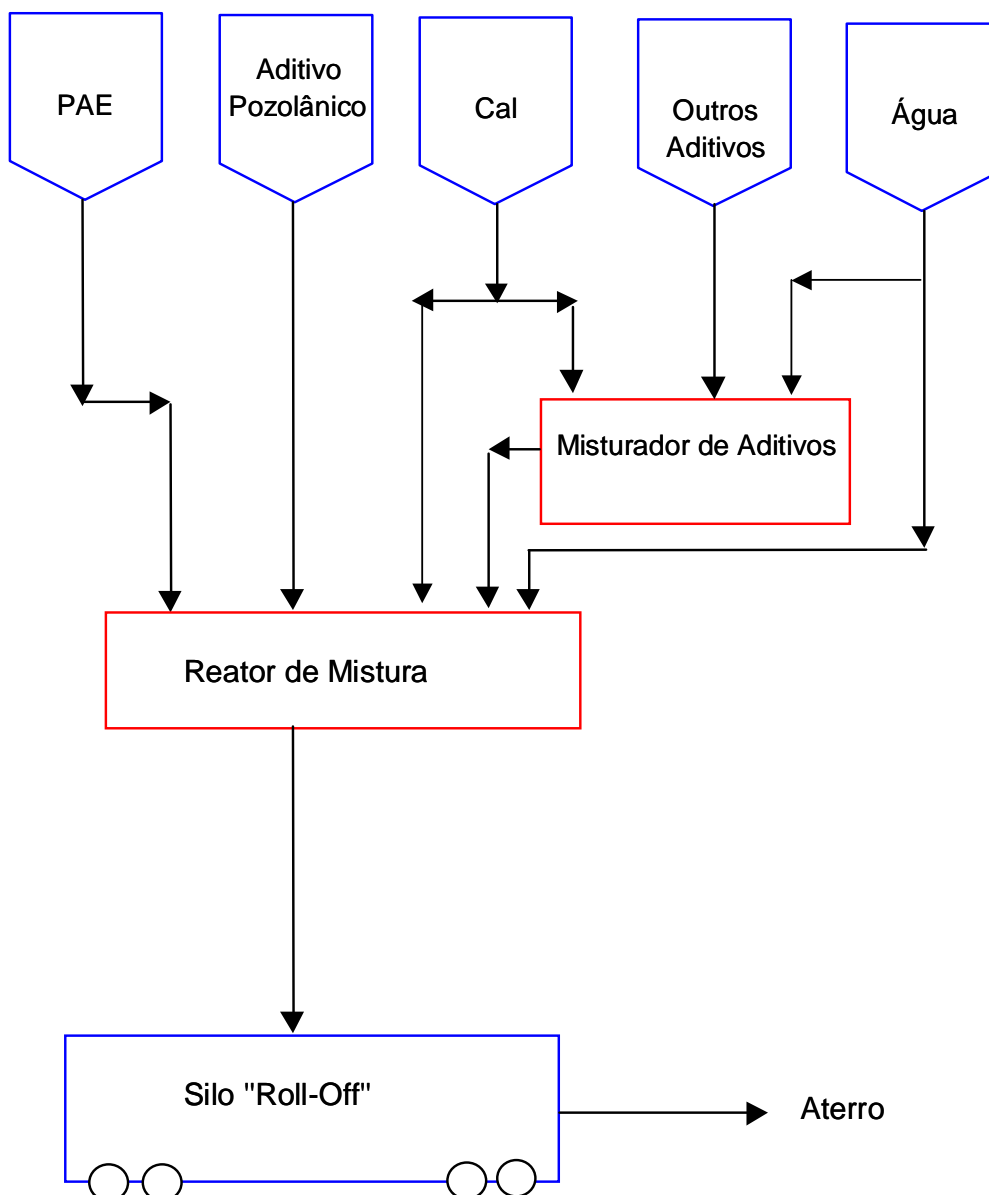 PAE
Aditivo
Pozolânico
Cal
Outros
Aditivos
Água
Misturador de Aditivos
Reator de Mistura
Silo "Roll-Off"
Aterro